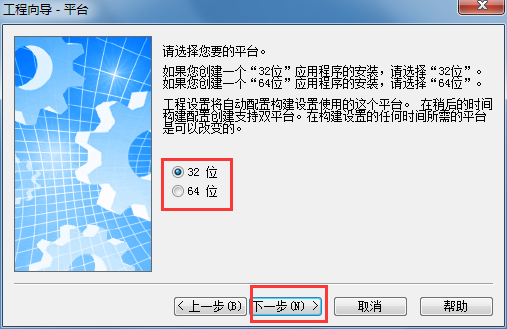 工程向导 - 平台
请选择您要的平台。
如果您创建一个“32位”应用程序的安装，请选择“32位”。
如果您创建一个“64位”应用程序的安装，请选择“64位”。
工程设置将自动配置构建设置使用的这个平台。 在稍后的时间
构建配置创建支持双平台。在构建设置的任何时间所需的平台
是可以改变的。
32 位
64 位
< 上一步(B)
下一步(N) >
取消
帮助